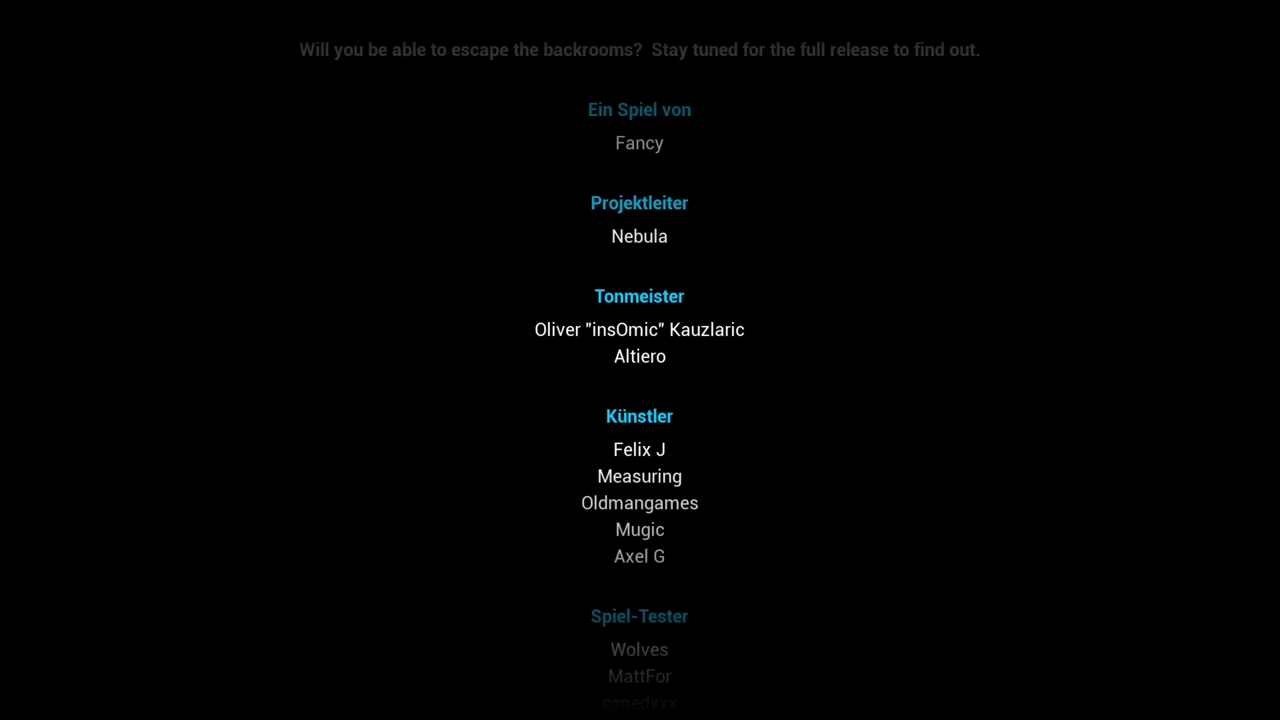 Will you be able to escape the backrooms? Stay tuned for the full release to find out.
Ein Spiel von
Fancy
Projektleiter
Nebula
Tonmeister
Oliver "insOmic" Kauzlaric
Altiero
Künstler
Felix J
Measuring
Oldmangames
Mugic
Axel G
Spiel-Tester
Wolves
MattFor
csnedxxx